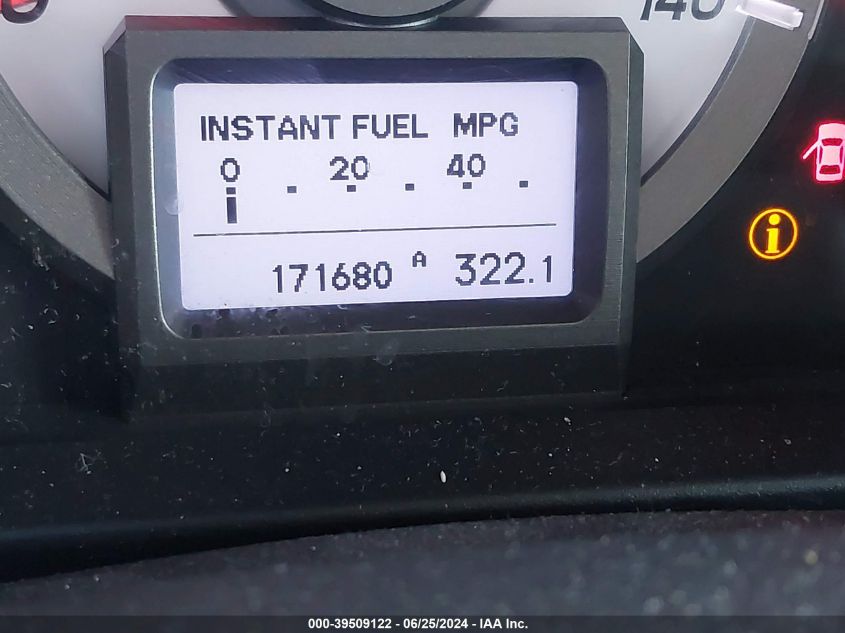 140
INSTANT FUEL MPG
0 20 40
171680 A 322.1
i
000-39509122 - 06/25/2024 - IAA Inc.